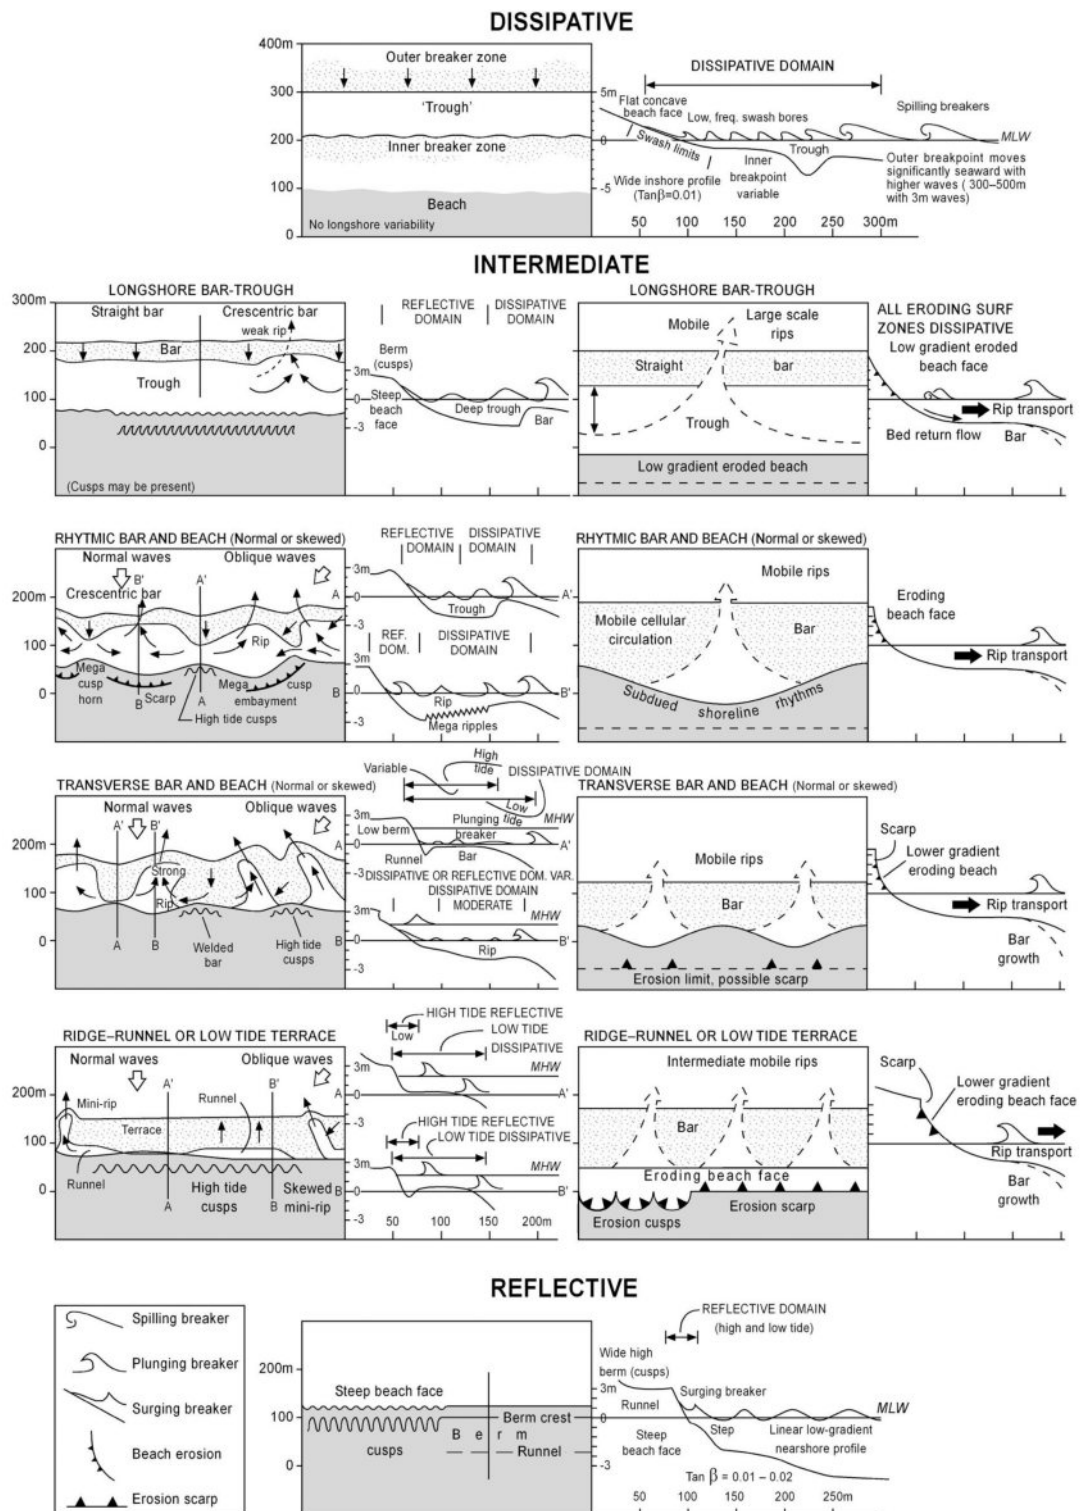 DISSIPATIVE
400m
300
200
100
0
Outer breaker zone
'Trough'
Inner breaker zone
Beach
No longshore variability
DISSIPATIVE DOMAIN
5m
0
-5
Flat concave
beach face
Low, freq. swash bores
Spilling breakers
MLW
Swash limits
Trough
Wide inshore profile
(Tanβ=0.01)
Inner
breakpoint
variable
Outer breakpoint moves
significantly seaward with
higher waves ( 300–500m
with 3m waves)
50 100 150 200 250 300m
INTERMEDIATE
LONGSHORE BAR-TROUGH
300m
200
100
0
Straight bar
Crescentric bar
weak rip
Bar
Trough
(Cusps may be present)
REFLECTIVE
DOMAIN
DISSIPATIVE
DOMAIN
Berm
(cusps)
3m
0
-3
Steep
beach
face
Deep trough
Bar
LONGSHORE BAR-TROUGH
Mobile
Large scale
rips
Straight bar
Trough
Low gradient eroded beach
ALL ERODING SURF
ZONES DISSIPATIVE
Low gradient eroded
beach face
Rip transport
Bed return flow
Bar
RHYTMIC BAR AND BEACH (Normal or skewed)
200
100
0
Normal waves
Oblique waves
B'
A'
Crescentric bar
Rip
Mega
cusp
horn
Scarp
B
A
Mega cusp
embayment
High tide cusps
REFLECTIVE
DOMAIN
DISSIPATIVE
DOMAIN
3m
A 0 A'
-3
Trough
REF.
DOM.
DISSIPATIVE
DOMAIN
3m
B 0 B'
-3
Rip
Mega ripples
RHYTMIC BAR AND BEACH (Normal or skewed)
Mobile rips
Mobile cellular
circulation
Bar
Subdued shoreline rhythms
Eroding
beach face
Rip transport
TRANSVERSE BAR AND BEACH (Normal or skewed)
200m
100
0
Normal waves
Oblique waves
A' B'
Strong
Rip
A B
Welded
bar
High tide
cusps
Variable
High
tide
DISSIPATIVE DOMAIN
Low
tide
3m
A 0 A'
-3
Low berm
Plunging
breaker
MHW
Runnel
Bar
DISSIPATIVE OR REFLECTIVE DOM. VAR.
DISSIPATIVE DOMAIN
MODERATE
3m
B 0 B'
-3
MHW
Rip
TRANSVERSE BAR AND BEACH (Normal or skewed)
Mobile rips
Bar
Erosion limit, possible scarp
Scarp
Lower gradient
eroding beach
Rip transport
Bar
growth
RIDGE–RUNNEL OR LOW TIDE TERRACE
200m
100
0
Normal waves
Oblique waves
A'
B'
Mini-rip
Runnel
Terrace
Runnel
A
High tide
cusps
B
Skewed
mini-rip
HIGH TIDE REFLECTIVE
Low
LOW TIDE
DISSIPATIVE
3m
A 0 A'
-3
MHW
HIGH TIDE REFLECTIVE
LOW TIDE DISSIPATIVE
3m
B 0 B'
-3
MHW
50 100 150 200m
RIDGE–RUNNEL OR LOW TIDE TERRACE
Intermediate mobile rips
Bar
Eroding beach face
Erosion cusps
Erosion scarp
Scarp
Lower gradient
eroding beach face
Rip transport
Bar
growth
REFLECTIVE
Spilling breaker
Plunging breaker
Surging breaker
Beach erosion
Erosion scarp
200m
100
0
Steep beach face
cusps
Berm crest
Berm
Runnel
REFLECTIVE DOMAIN
(high and low tide)
Wide high
berm (cusps)
3m
0
-3
Runnel
Surging breaker
MLW
Steep
beach face
Step
Linear low-gradient
nearshore profile
Tan β = 0.01 – 0.02
50 100 150 200 250m